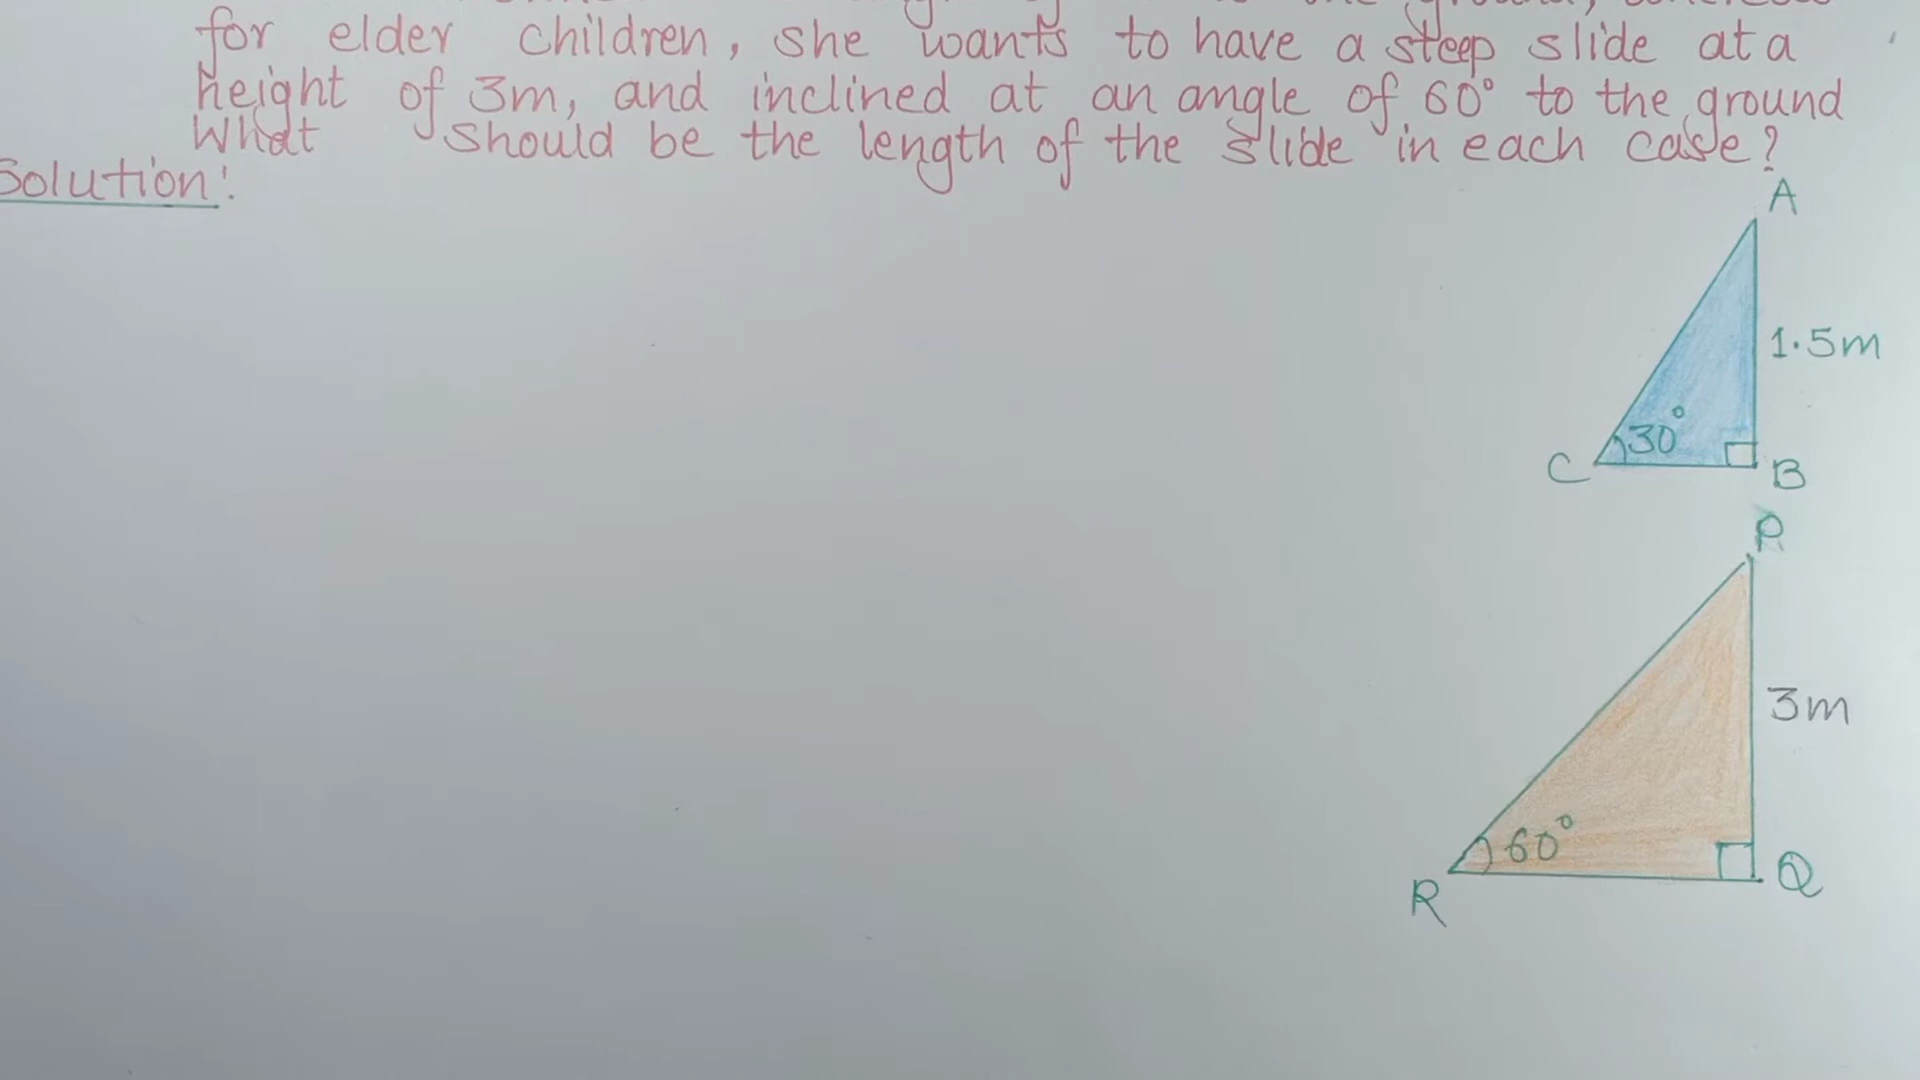 for elder children, she wants to have a steep slide at a
height of 3m, and inclined at an angle of 60° to the ground
What should be the length of the slide in each case?
Solution:
A
1.5m
30°
C
B
P
3m
60°
R
Q